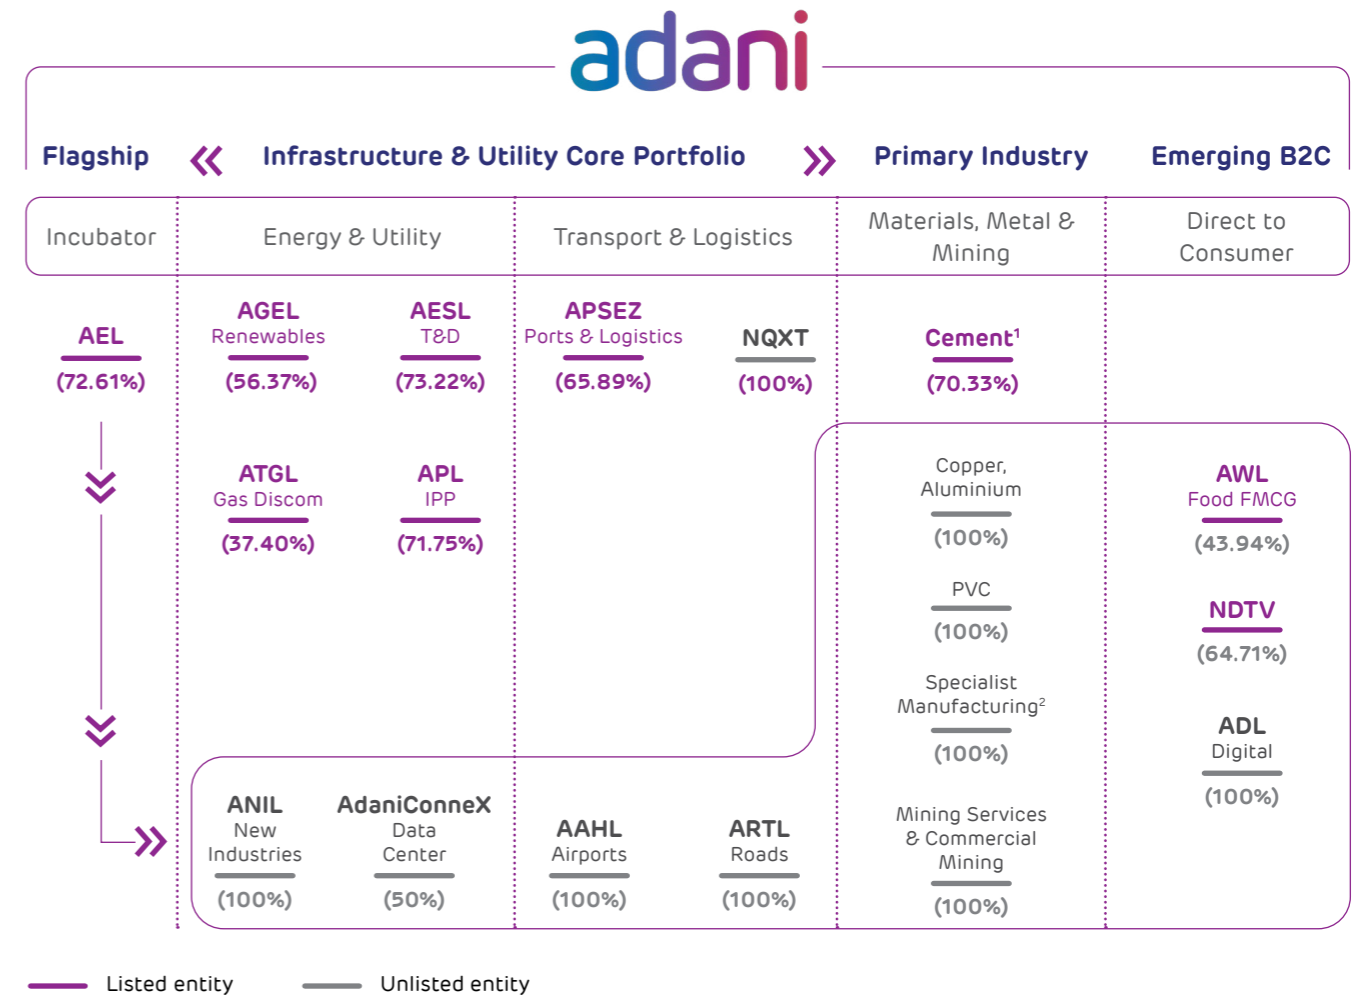 adani
Flagship
Infrastructure & Utility Core Portfolio
Primary Industry
Emerging B2C
Incubator
Energy & Utility
Transport & Logistics
Materials, Metal &
Mining
Direct to
Consumer
AEL
(72.61%)
AGEL
Renewables
(56.37%)
AESL
T&D
(73.22%)
APSEZ
Ports & Logistics
(65.89%)
NQXT
(100%)
Cement¹
(70.33%)
ATGL
Gas Discom
(37.40%)
APL
IPP
(71.75%)
Copper,
Aluminium
(100%)
PVC
(100%)
Specialist
Manufacturing²
(100%)
Mining Services
& Commercial
Mining
(100%)
AWL
Food FMCG
(43.94%)
NDTV
(64.71%)
ADL
Digital
(100%)
ANIL
New
Industries
(100%)
AdaniConneX
Data
Center
(50%)
AAHL
Airports
(100%)
ARTL
Roads
(100%)
Listed entity
Unlisted entity